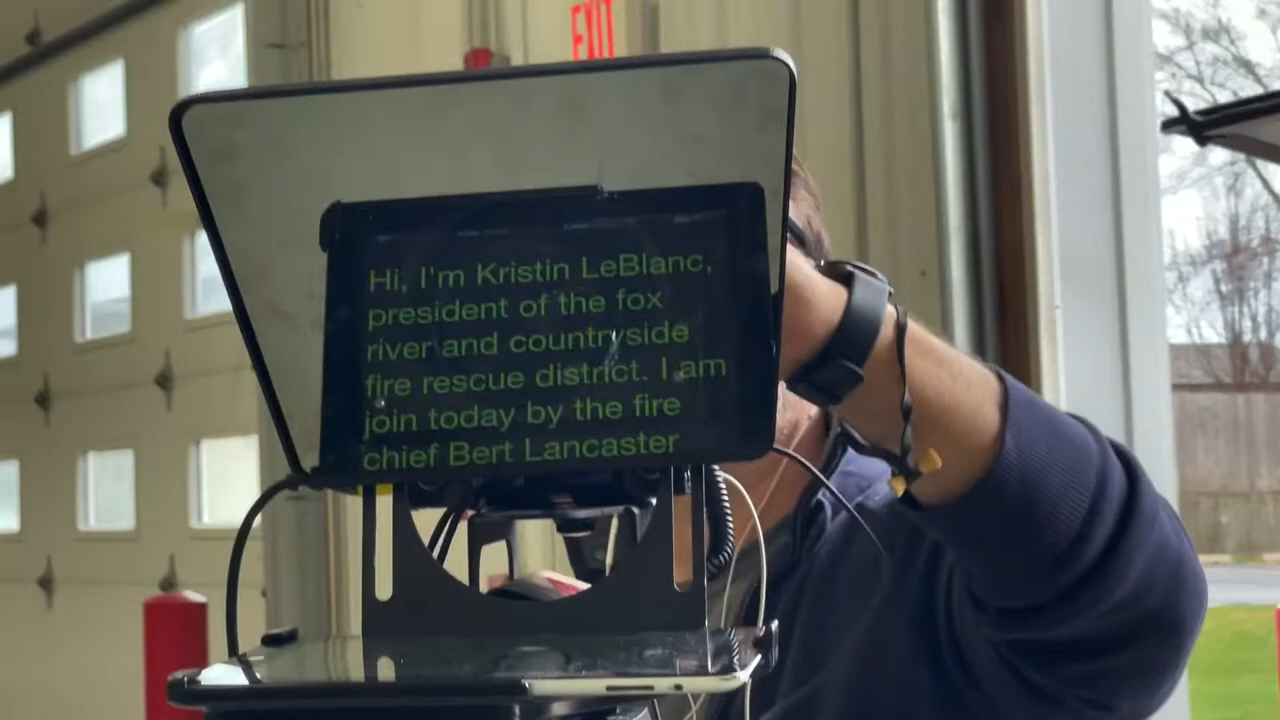 EXIT
Hi, I'm Kristin LeBlanc,
president of the fox
river and countryside
fire rescue district. I am
join today by the fire
chief Bert Lancaster